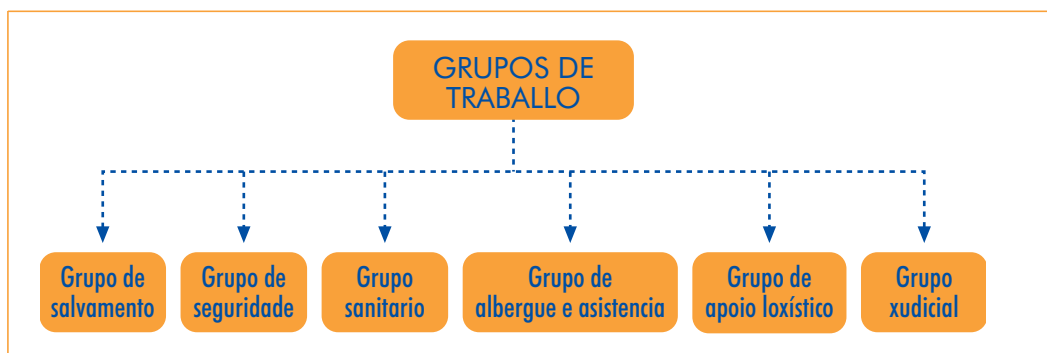 GRUPOS DE
TRABALLO
Grupo de
salvamento
Grupo de
seguridade
Grupo
sanitario
Grupo de
albergue e asistencia
Grupo de
apoio loxístico
Grupo
xudicial